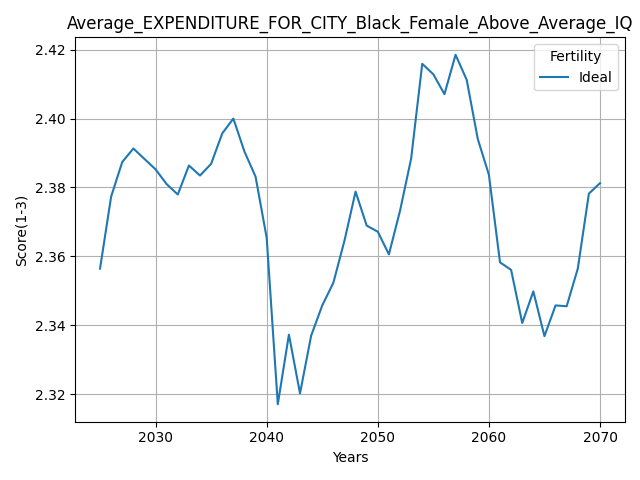 Average_EXPENDITURE_FOR_CITY_Black_Female_Above_Average_IQ
Fertility
Ideal
Score(1-3)
2.42
2.40
2.38
2.36
2.34
2.32
2030 2040 2050 2060 2070
Years